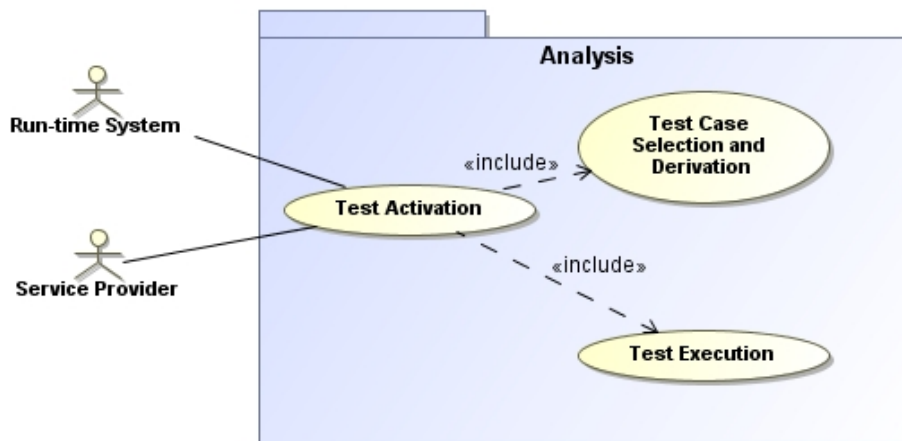 Analysis
Run-time System
Test Case
Selection and
Derivation
«include»
Test Activation
Service Provider
«include»
Test Execution